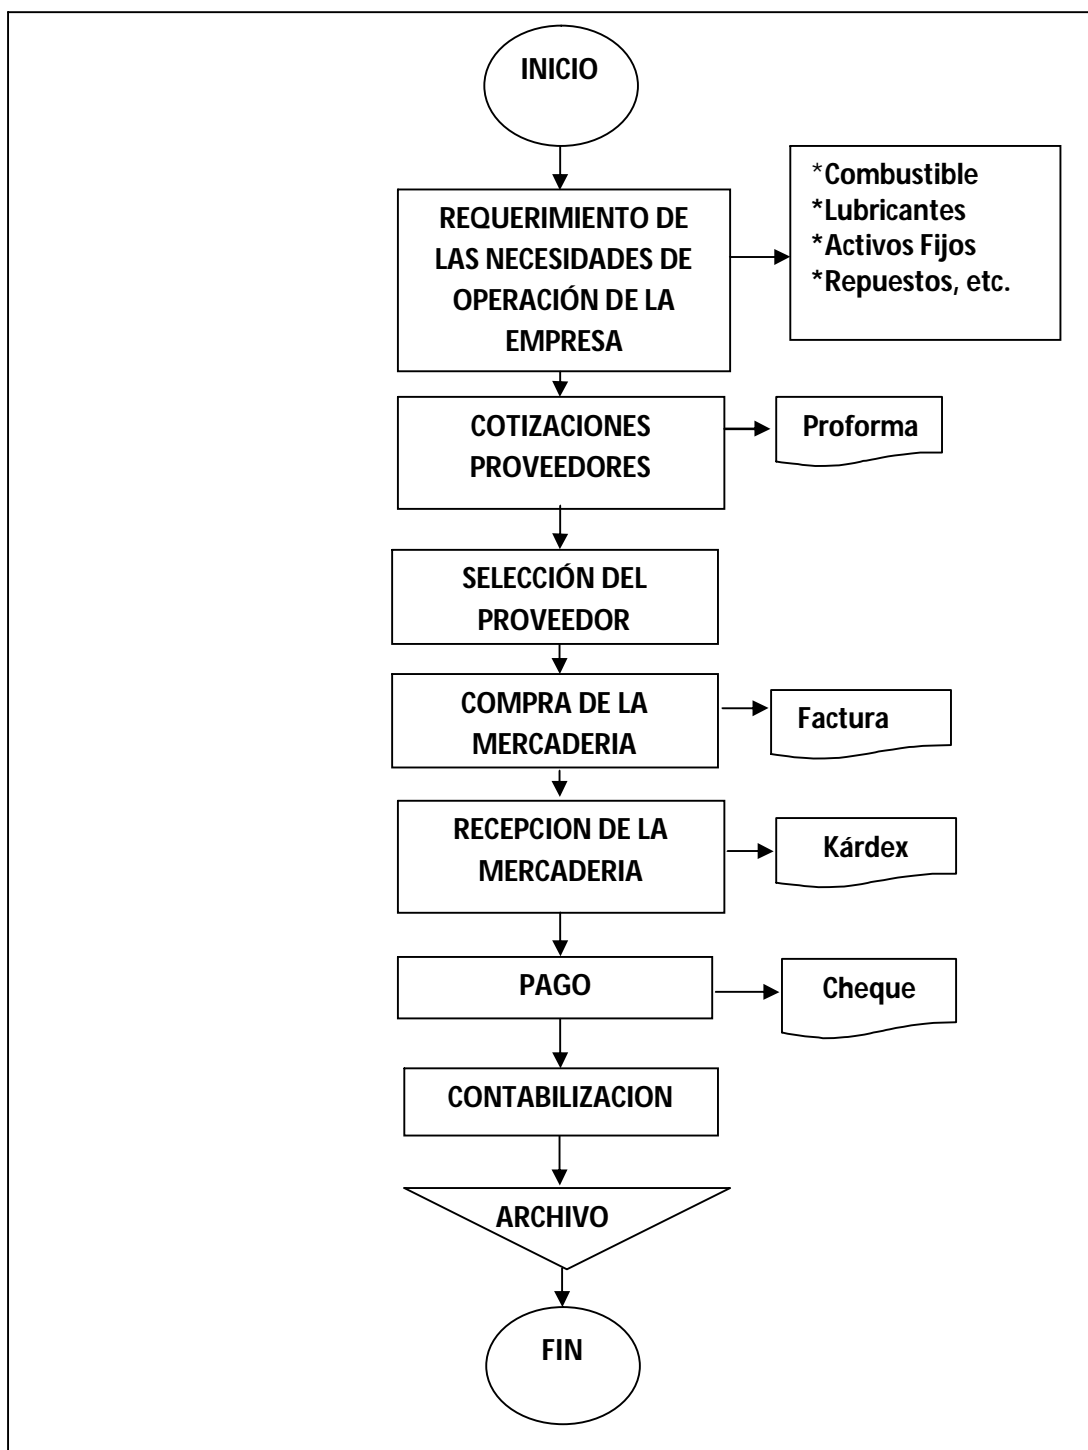 INICIO
REQUERIMIENTO DE
LAS NECESIDADES DE
OPERACIÓN DE LA
EMPRESA
*Combustible
*Lubricantes
*Activos Fijos
*Repuestos, etc.
COTIZACIONES
PROVEEDORES
Proforma
SELECCIÓN DEL
PROVEEDOR
COMPRA DE LA
MERCADERIA
Factura
RECEPCION DE LA
MERCADERIA
Kárdex
PAGO
Cheque
CONTABILIZACION
ARCHIVO
FIN